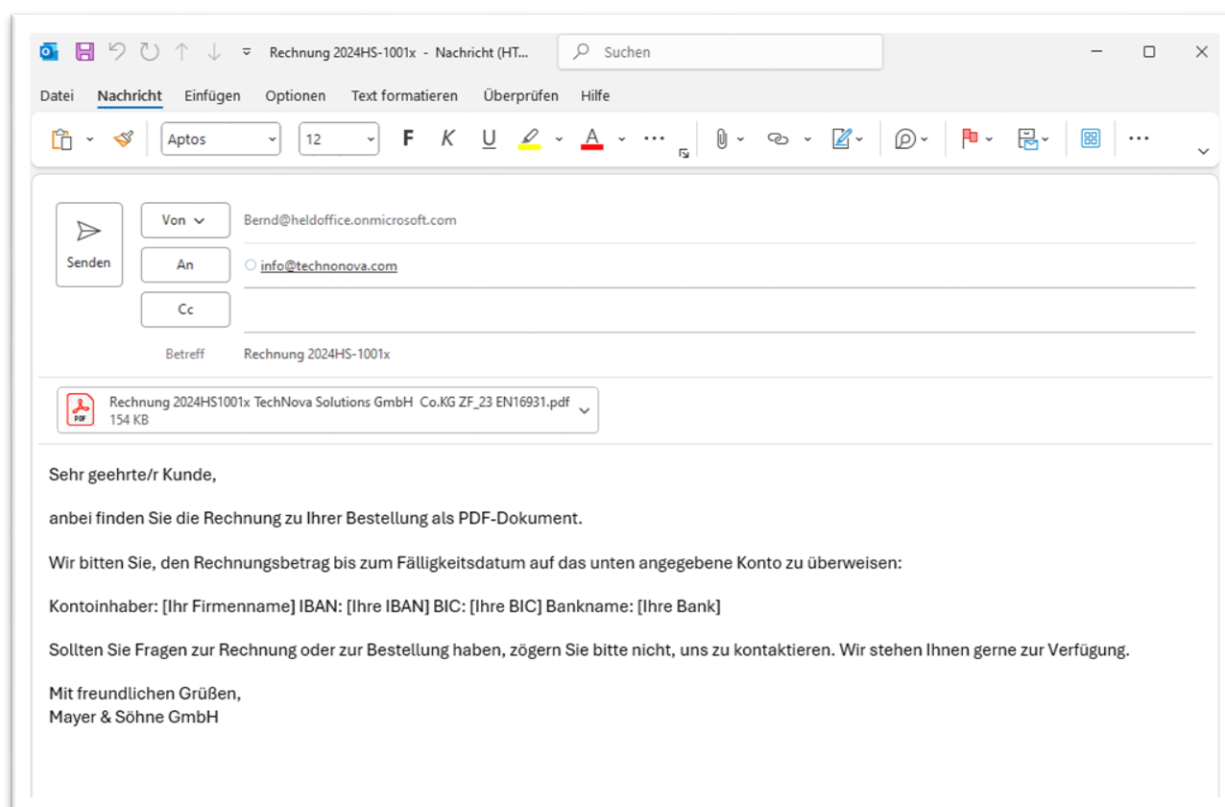 Rechnung 2024HS-1001x - Nachricht (HT... Suchen
Datei Nachricht Einfügen Optionen Text formatieren Überprüfen Hilfe
Aptos 12 F K U A
Von Bernd@heldoffice.onmicrosoft.com
Senden
An info@technonova.com
Cc
Betreff Rechnung 2024HS-1001x
Rechnung 2024HS1001x TechNova Solutions GmbH Co.KG ZF_23 EN16931.pdf
PDF 154 KB
Sehr geehrte/r Kunde,
anbei finden Sie die Rechnung zu Ihrer Bestellung als PDF-Dokument.
Wir bitten Sie, den Rechnungsbetrag bis zum Fälligkeitsdatum auf das unten angegebene Konto zu überweisen:
Kontoinhaber: [Ihr Firmenname] IBAN: [Ihre IBAN] BIC: [Ihre BIC] Bankname: [Ihre Bank]
Sollten Sie Fragen zur Rechnung oder zur Bestellung haben, zögern Sie bitte nicht, uns zu kontaktieren. Wir stehen Ihnen gerne zur Verfügung.
Mit freundlichen Grüßen,
Mayer & Söhne GmbH